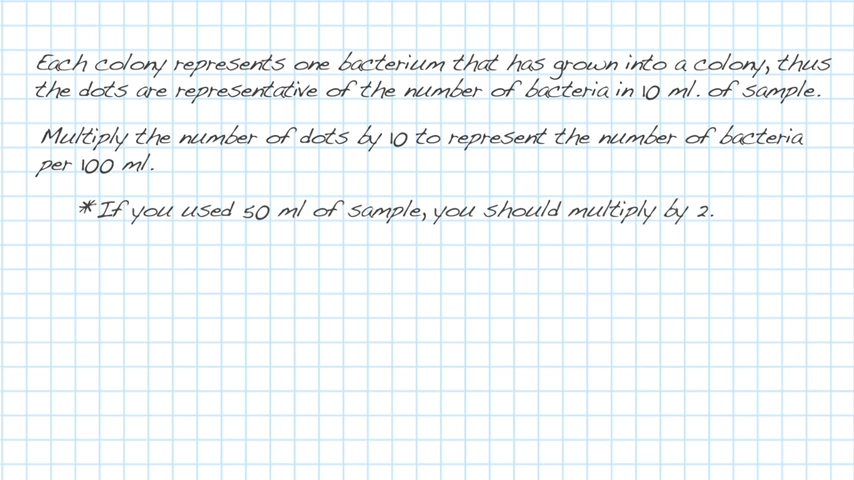 Each colony represents one bacterium that has grown into a colony, thus
the dots are representative of the number of bacteria in 10 ml. of sample.
Multiply the number of dots by 10 to represent the number of bacteria
per 100 ml.
*If you used 50 ml of sample, you should multiply by 2.